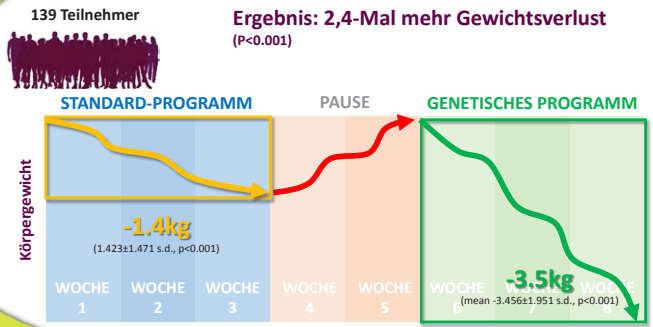 139 Teilnehmer
Ergebnis: 2,4-Mal mehr Gewichtsverlust
(P<0.001)
STANDARD-PROGRAMM
PAUSE
GENETISCHES PROGRAMM
Körpergewicht
-1.4kg
(1.423±1.471 s.d., p<0.001)
-3.5kg
(mean -3.456±1.951 s.d., p<0.001)
WOCHE WOCHE WOCHE WOCHE WOCHE WOCHE WOCHE WOCHE
1 2 3 4 5 6 7 8